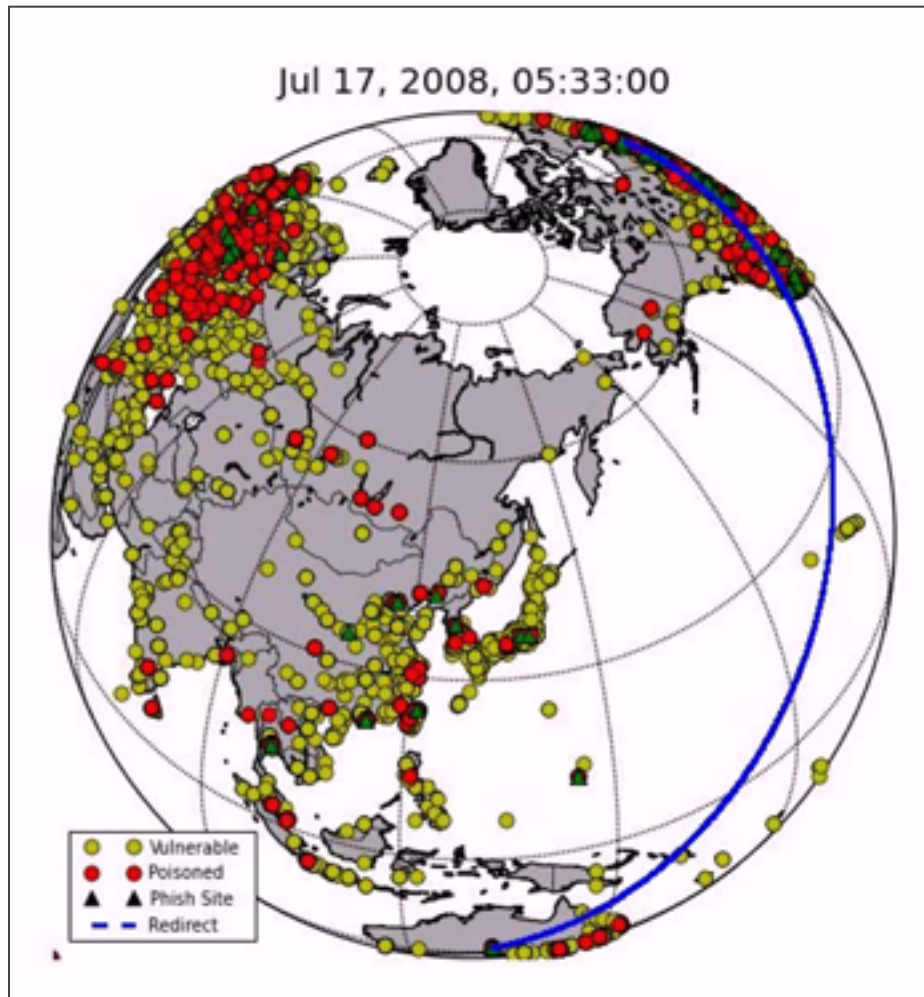 Jul 17, 2008, 05:33:00
Vulnerable
Poisoned
Phish Site
Redirect